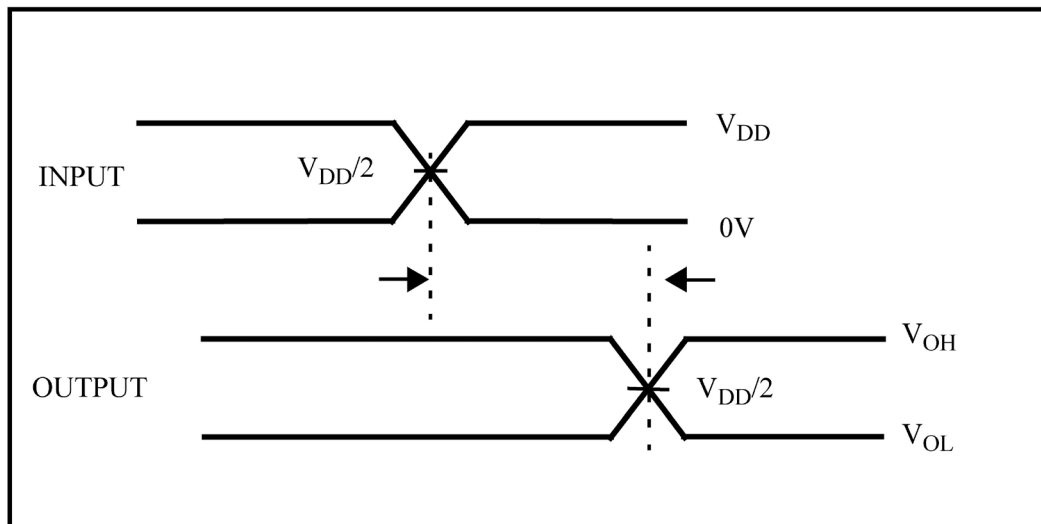 V_DD
INPUT V_DD/2
0V
V_OH
OUTPUT V_DD/2
V_OL